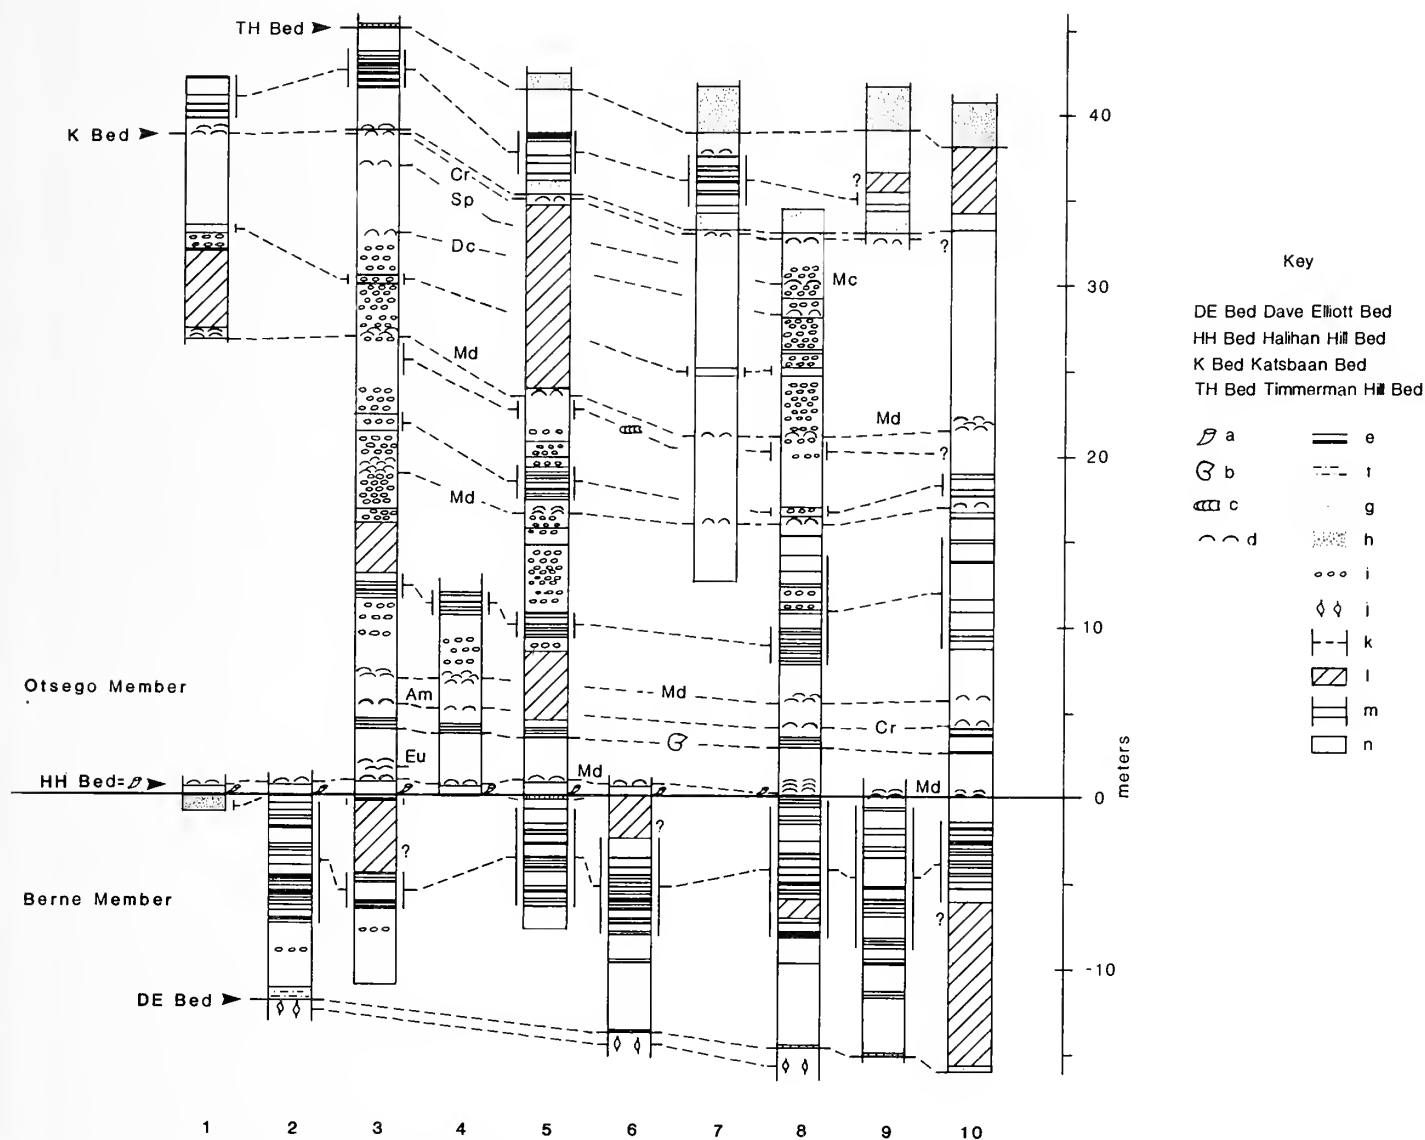 TH Bed
K Bed
Cr
Sp
Dc
Mc
Md
Md
Md
Otsego Member
Am
Md
Cr
Eu
HH Bed=
Md
Md
?
?
?
?
?
?
?
Berne Member
DE Bed
1 2 3 4 5 6 7 8 9 10
40
30
20
10
0
-10
meters
Key
DE Bed Dave Elliott Bed
HH Bed Halihan Hill Bed
K Bed Katsbaan Bed
TH Bed Timmerman Hill Bed
a
b
c
d
e
f
g
h
i
j
k
l
m
n